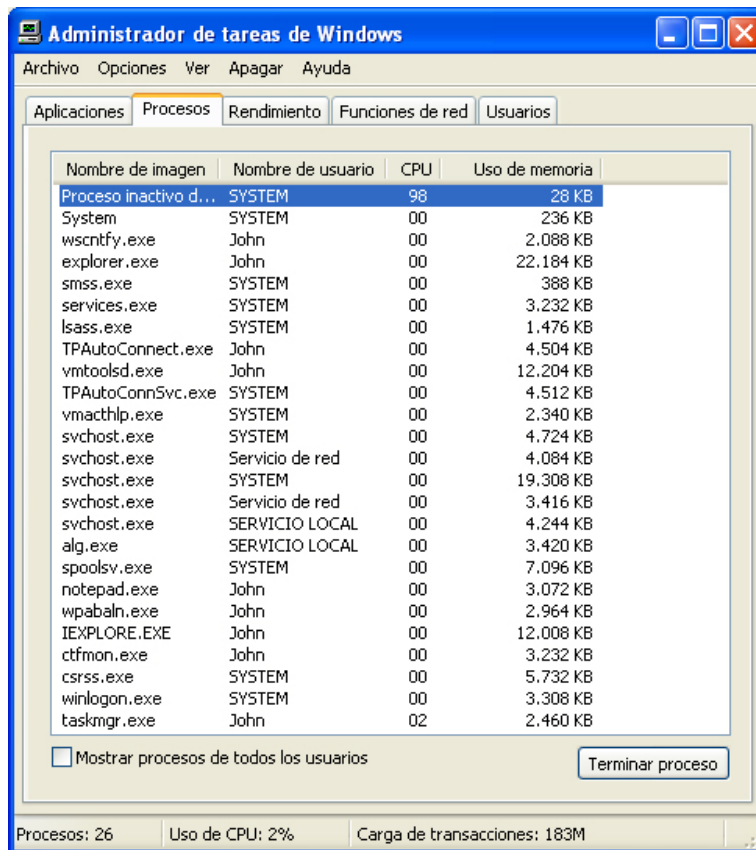 Administrador de tareas de Windows
Archivo Opciones Ver Apagar Ayuda
Aplicaciones Procesos Rendimiento Funciones de red Usuarios
Nombre de imagen Nombre de usuario CPU Uso de memoria
Proceso inactivo d... SYSTEM 98 28 KB
System SYSTEM 00 236 KB
wscntfy.exe John 00 2.088 KB
explorer.exe John 00 22.184 KB
smss.exe SYSTEM 00 388 KB
services.exe SYSTEM 00 3.232 KB
lsass.exe SYSTEM 00 1.476 KB
TPAutoConnect.exe John 00 4.504 KB
vmtoolsd.exe John 00 12.204 KB
TPAutoConnSvc.exe SYSTEM 00 4.512 KB
vmacthlp.exe SYSTEM 00 2.340 KB
svchost.exe SYSTEM 00 4.724 KB
svchost.exe Servicio de red 00 4.084 KB
svchost.exe SYSTEM 00 19.308 KB
svchost.exe Servicio de red 00 3.416 KB
svchost.exe SERVICIO LOCAL 00 4.244 KB
alg.exe SERVICIO LOCAL 00 3.420 KB
spoolsv.exe SYSTEM 00 7.096 KB
notepad.exe John 00 3.072 KB
wpabaln.exe John 00 2.964 KB
IEXPLORE.EXE John 00 12.008 KB
ctfmon.exe John 00 3.232 KB
csrss.exe SYSTEM 00 5.732 KB
winlogon.exe SYSTEM 00 3.308 KB
taskmgr.exe John 02 2.460 KB
Mostrar procesos de todos los usuarios
Terminar proceso
Procesos: 26 Uso de CPU: 2% Carga de transacciones: 183M